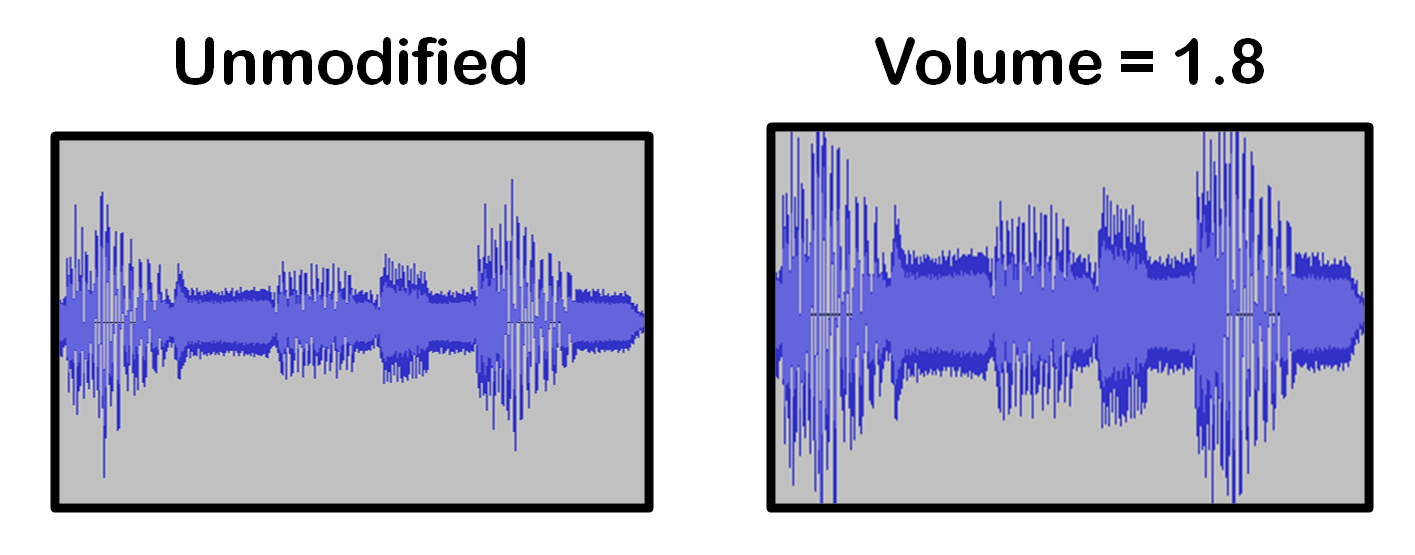 Unmodified
Volume = 1.8